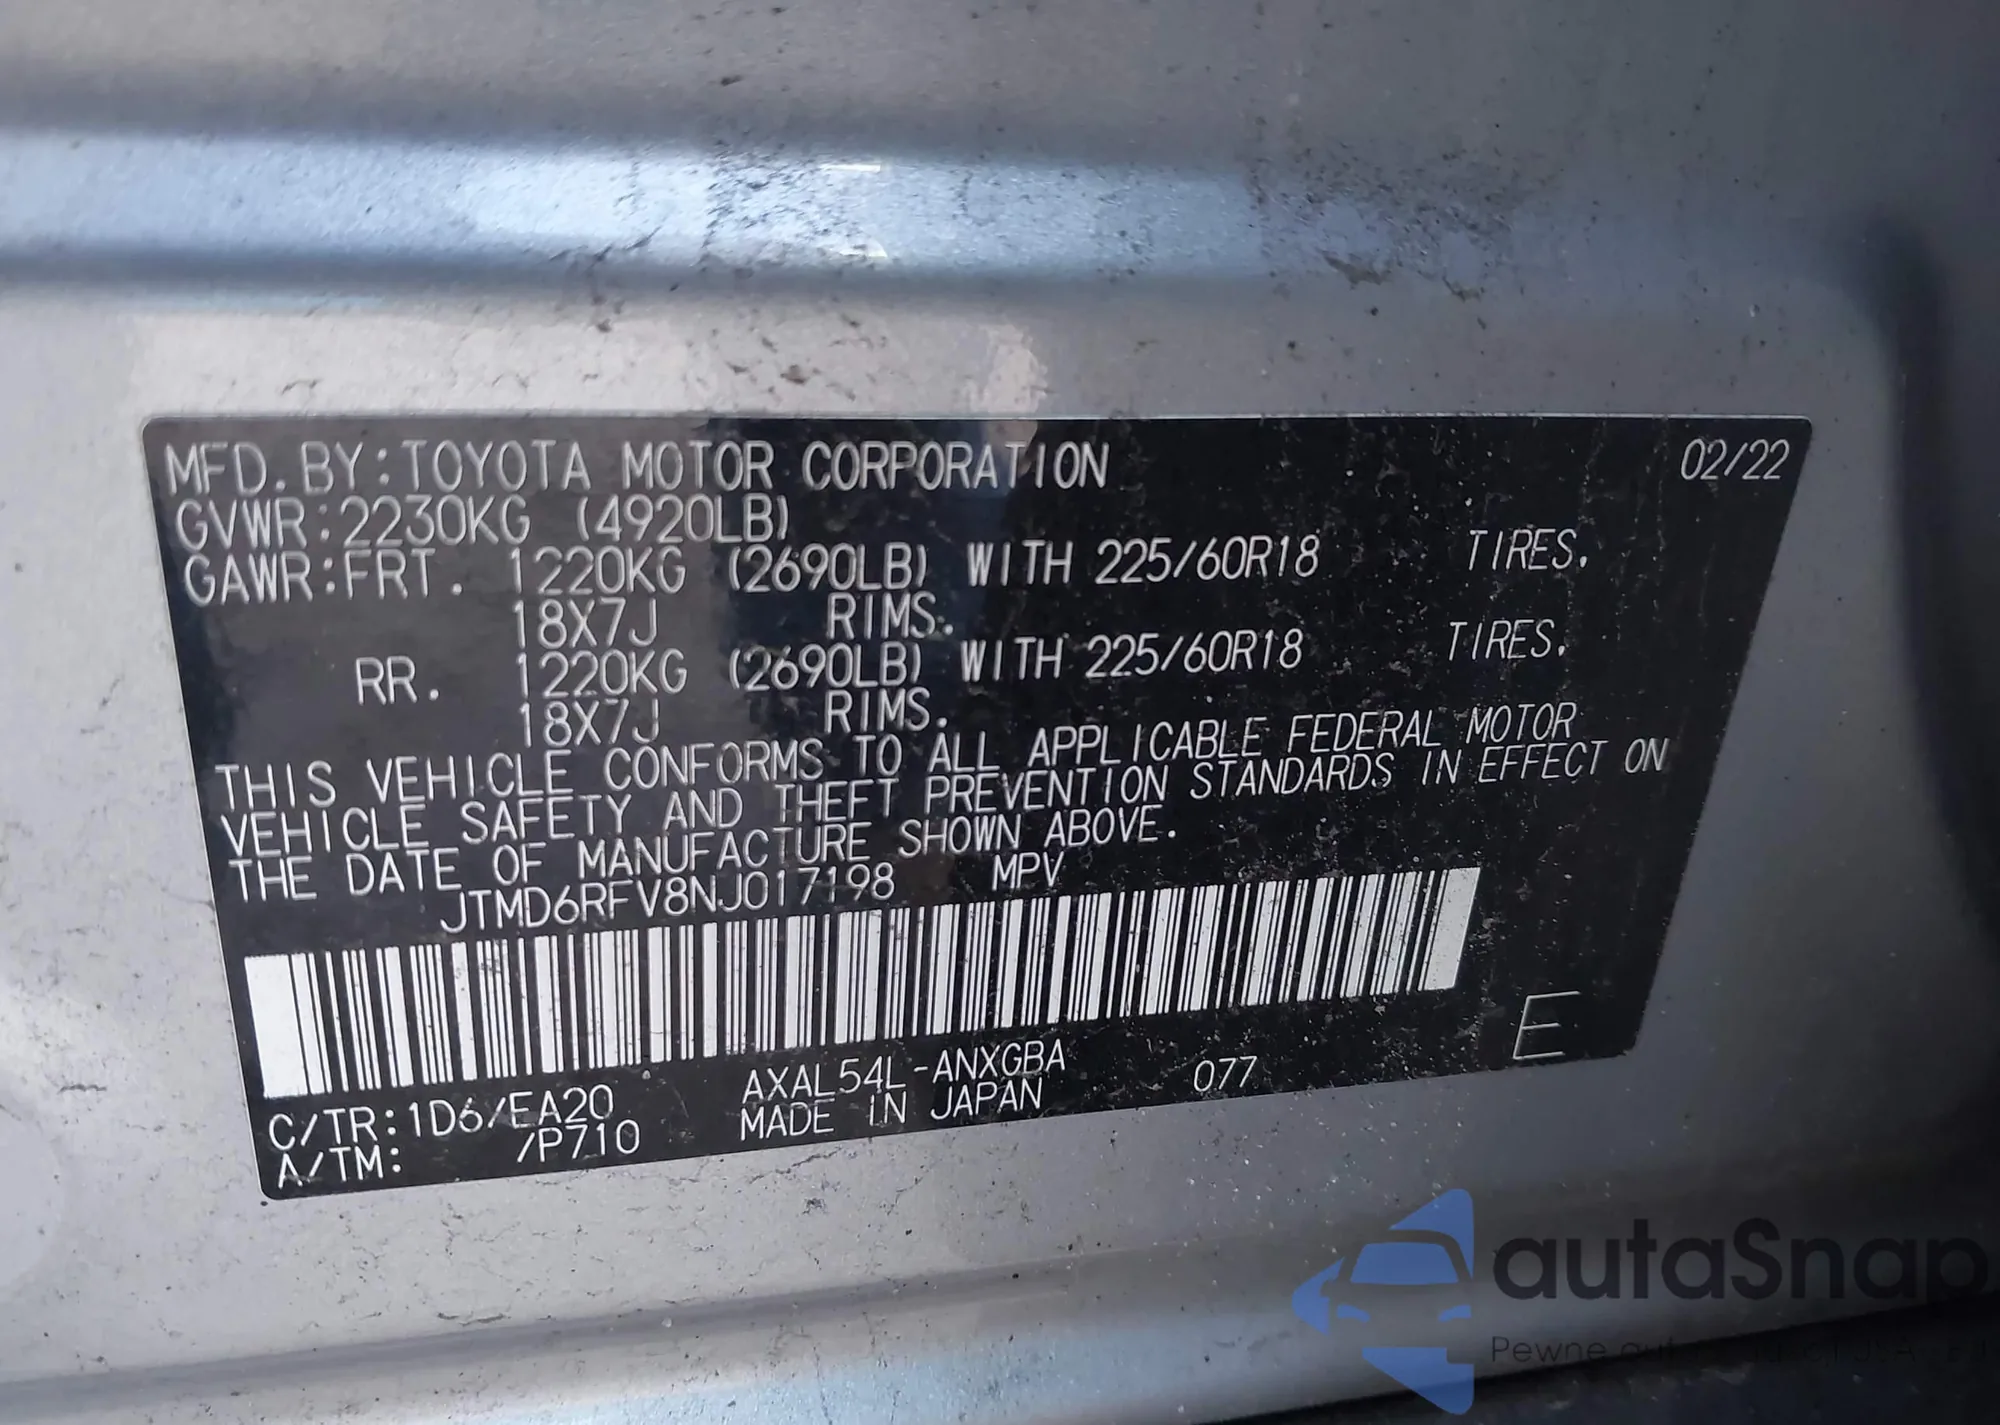 MFD.BY:TOYOTA MOTOR CORPORATION 02/22
GVWR:2230KG (4920LB)
GAWR:FRT. 1220KG (2690LB) WITH 225/60R18 TIRES.
18X7J RIMS.
RR. 1220KG (2690LB) WITH 225/60R18 TIRES.
18X7J RIMS.
THIS VEHICLE CONFORMS TO ALL APPLICABLE FEDERAL MOTOR
VEHICLE SAFETY AND THEFT PREVENTION STANDARDS IN EFFECT ON
THE DATE OF MANUFACTURE SHOWN ABOVE.
JTMD6RFV8NJ017198 MPV
E
C/TR:1D6/EA20 AXAL54L-ANXGBA 077
A/TM: /P710 MADE IN JAPAN
autaSnap
Pewne